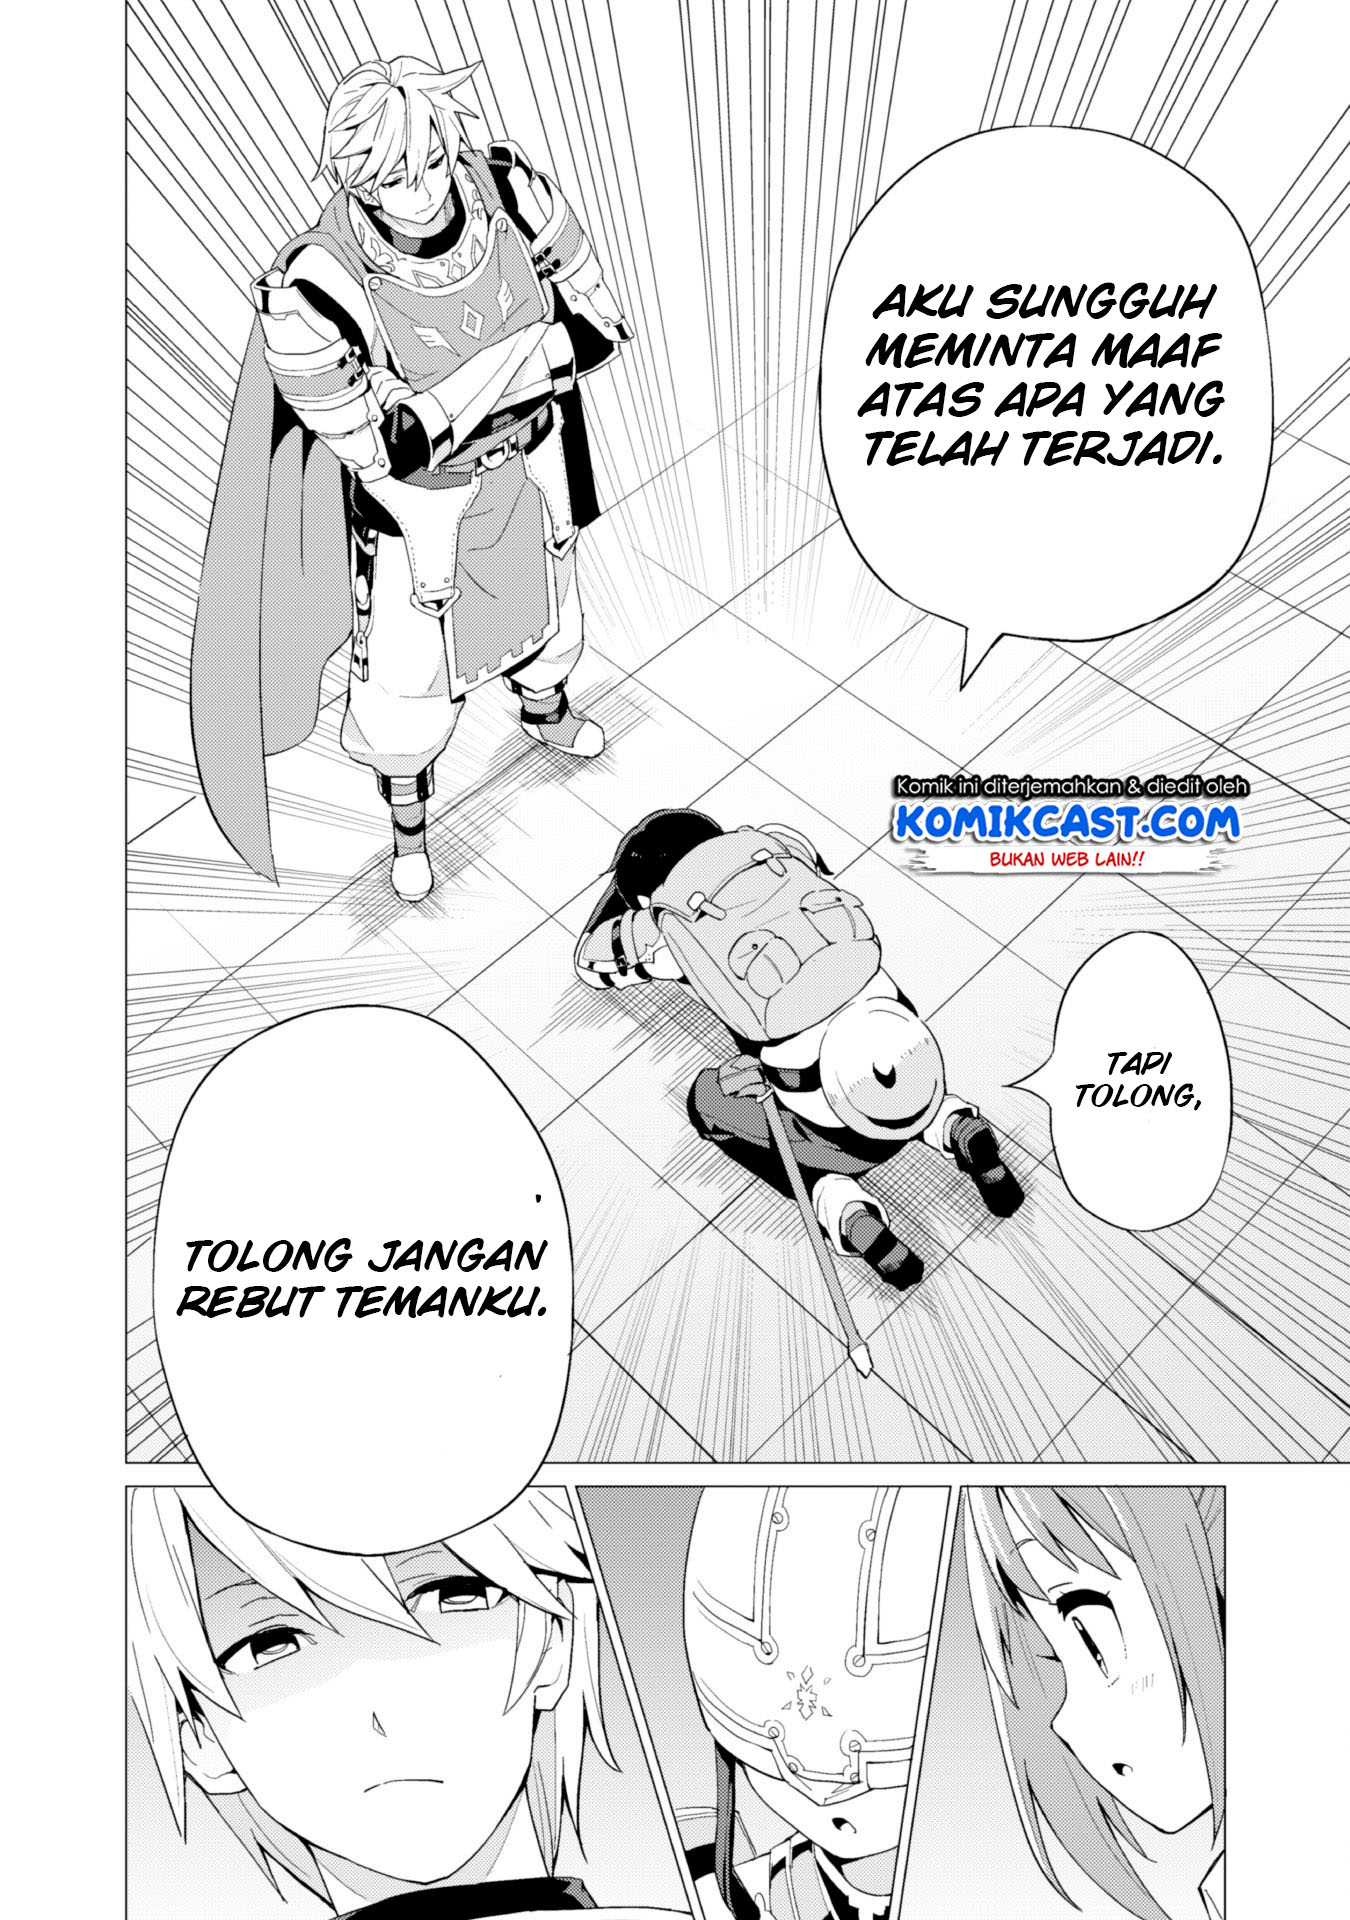 AKU SUNGGUH
MEMINTA MAAF
ATAS APA YANG
TELAH TERJADI.
Komik ini diterjemahkan & diedit oleh
KOMIKCAST.COM
BUKAN WEB LAIN!!
TAPI
TOLONG,
TOLONG JANGAN
REBUT TEMANKU.